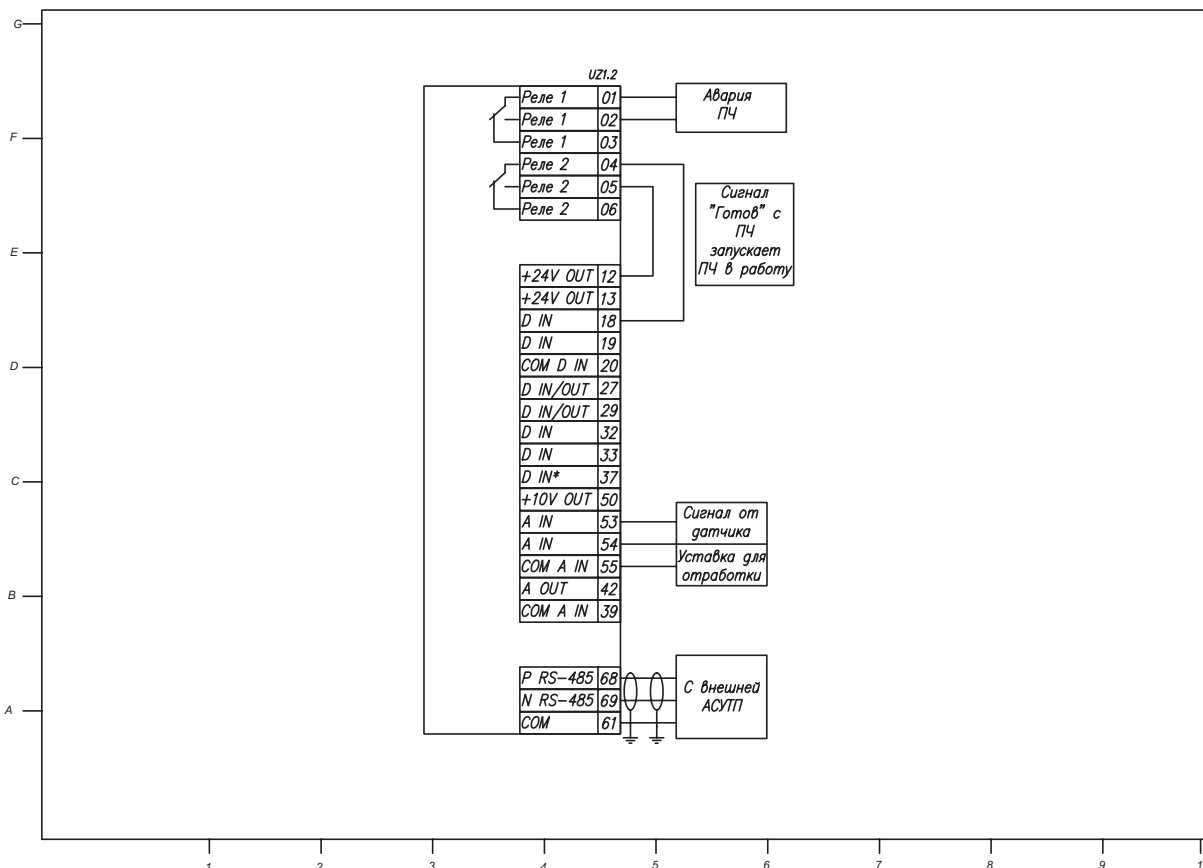 G
F
E
D
C
B
A
UZ1.2
Реле 1 01
Реле 1 02
Реле 1 03
Реле 2 04
Реле 2 05
Реле 2 06
Авария
ПЧ
Сигнал
"Готов" с
ПЧ
запускает
ПЧ в работу
+24V OUT 12
+24V OUT 13
D IN 18
D IN 19
COM D IN 20
D IN/OUT 27
D IN/OUT 29
D IN 32
D IN 33
D IN* 37
+10V OUT 50
A IN 53
A IN 54
COM A IN 55
A OUT 42
COM A IN 39
Сигнал от
датчика
Уставка для
отработки
P RS-485 68
N RS-485 69
COM 61
С внешней
АСУТП
1 2 3 4 5 6 7 8 9 1